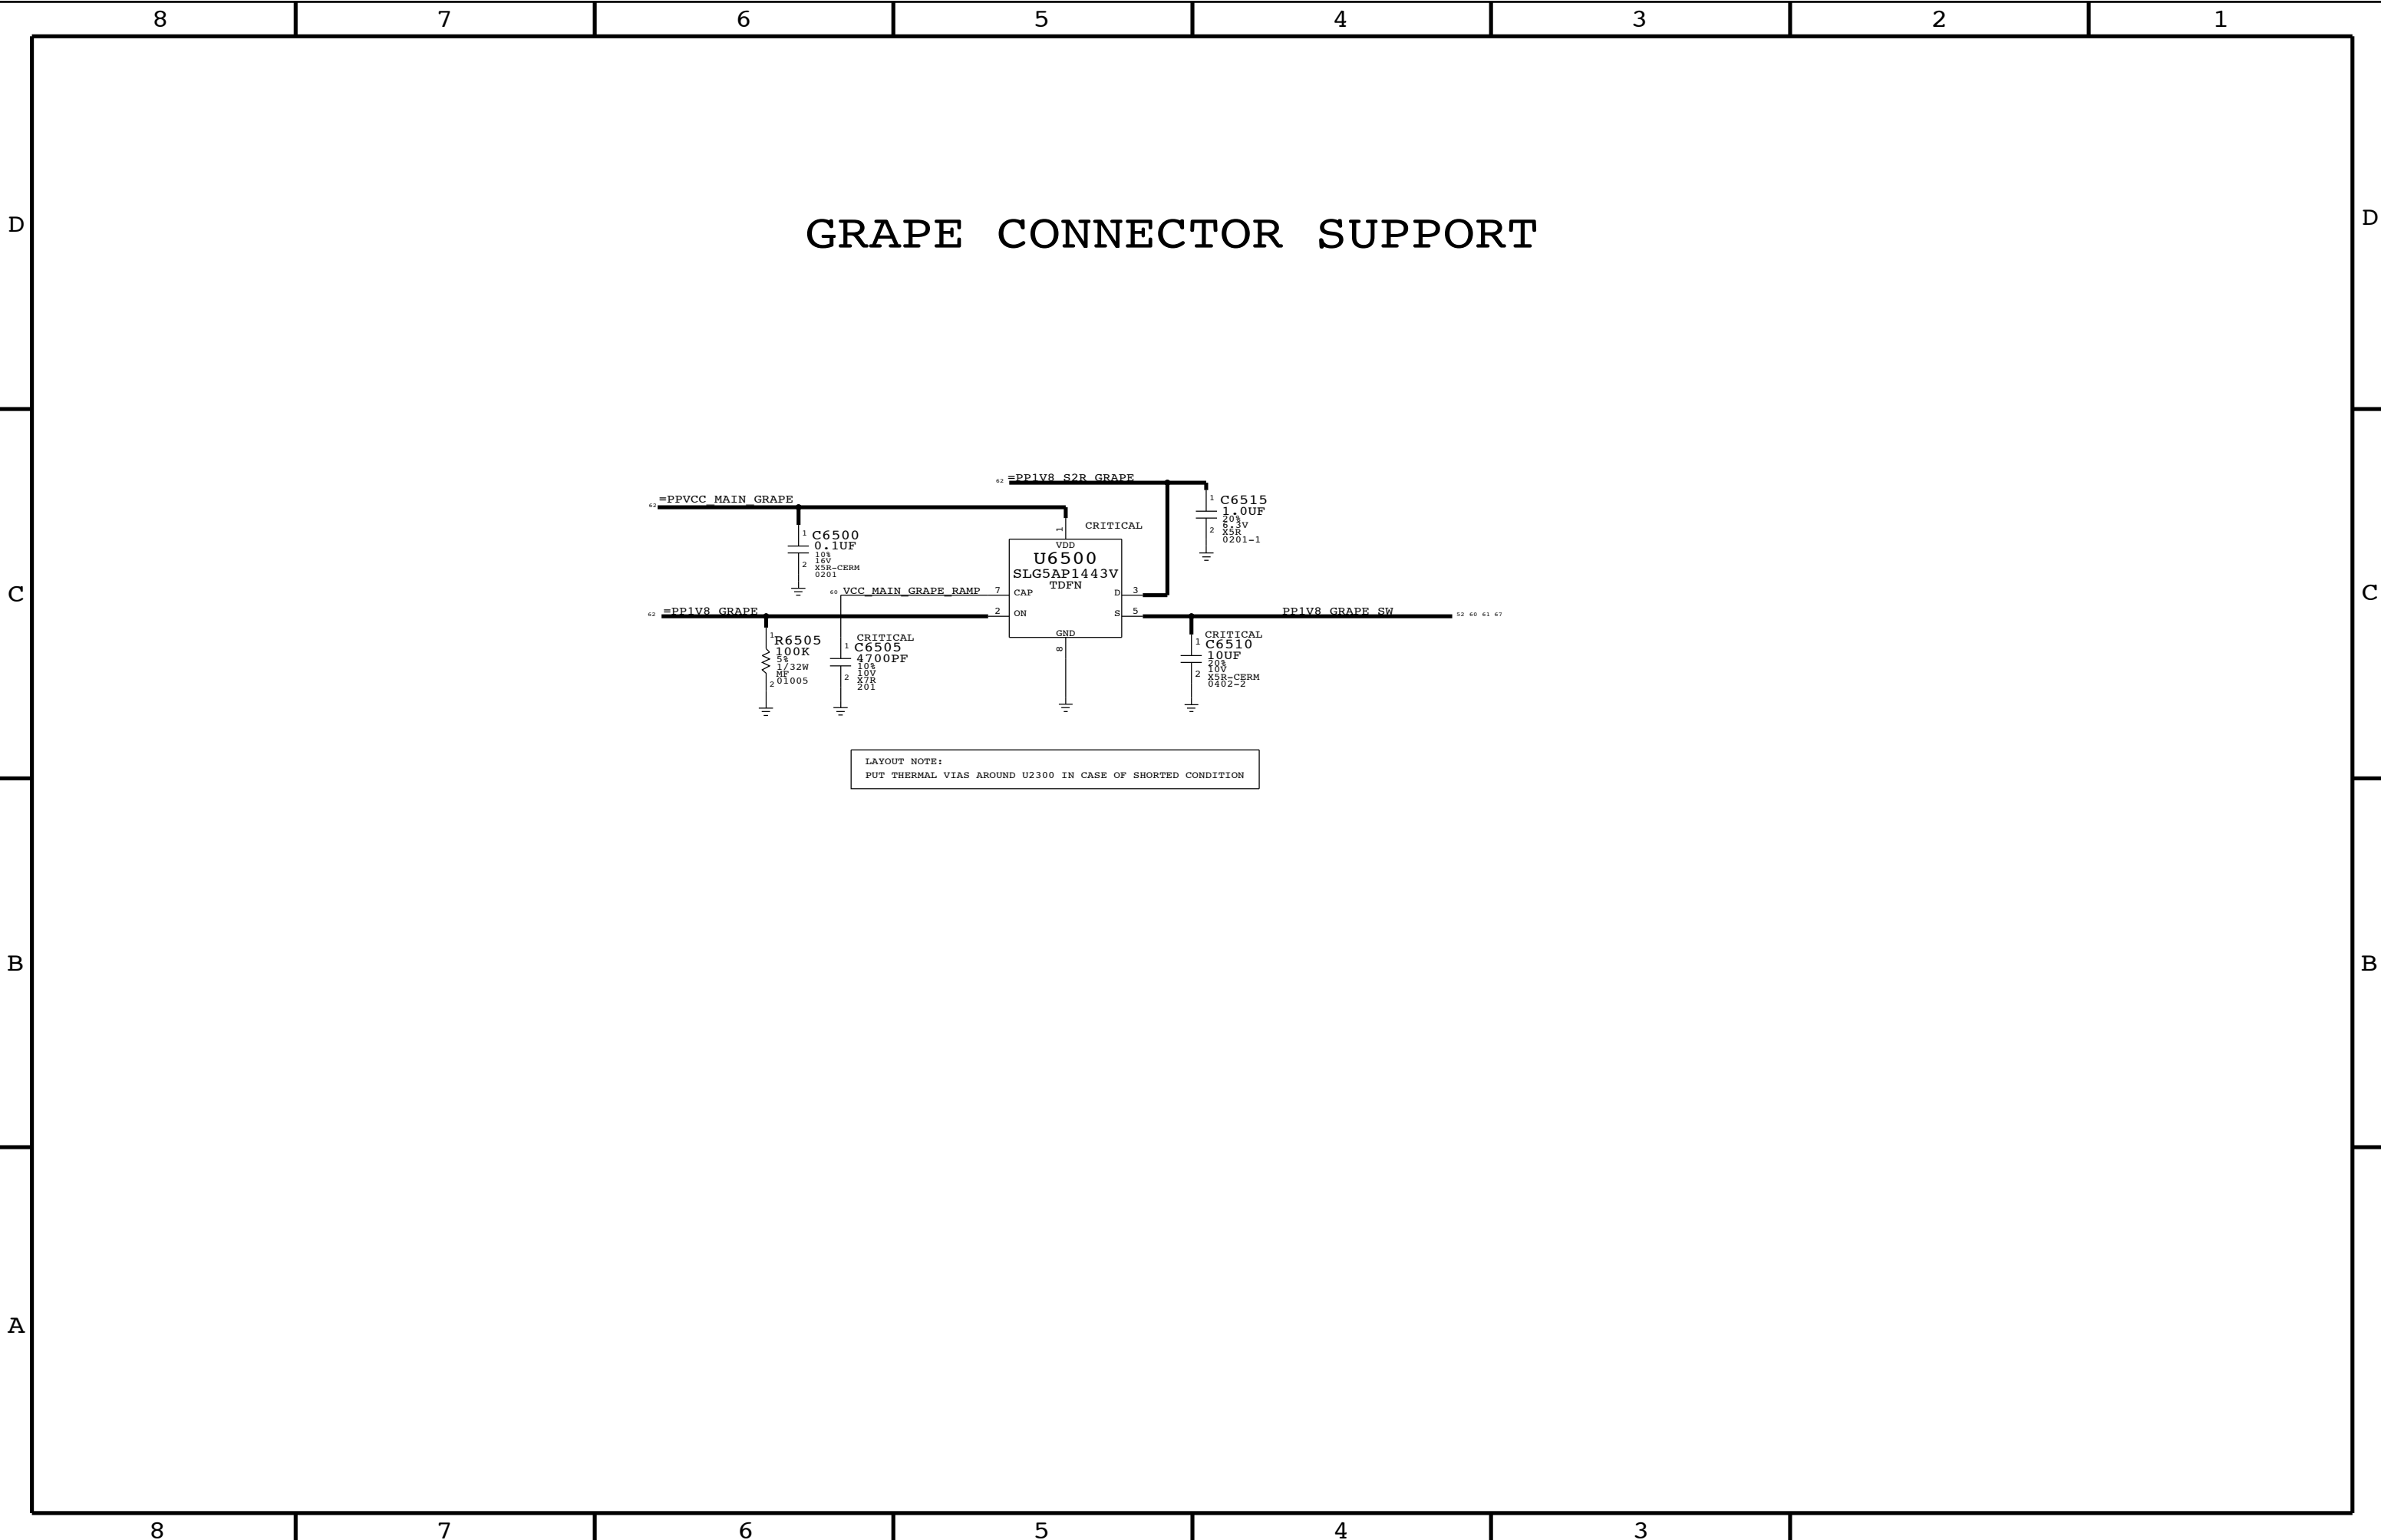 8 7 6 5 4 3 2 1
D D
GRAPE CONNECTOR SUPPORT
62 =PP1V8_S2R_GRAPE
62 =PPVCC_MAIN_GRAPE
1 C6515
1.0UF
20%
6.3V
2 X5R
0201-1
1 CRITICAL
1 C6500
0.1UF
10%
16V
2 X5R-CERM
0201
VDD
U6500
SLG5AP1443V
TDFN
C C
60 VCC_MAIN_GRAPE_RAMP 7 CAP D 3
62 =PP1V8_GRAPE 2 ON S 5 PP1V8_GRAPE_SW 52 60 61 67
GND
8
1 R6505
100K
5%
1/32W
MF
2 01005
CRITICAL
1 C6505
4700PF
10%
10V
2 X7R
201
CRITICAL
1 C6510
10UF
20%
10V
2 X5R-CERM
0402-2
LAYOUT NOTE:
PUT THERMAL VIAS AROUND U2300 IN CASE OF SHORTED CONDITION
B B
A
8 7 6 5 4 3